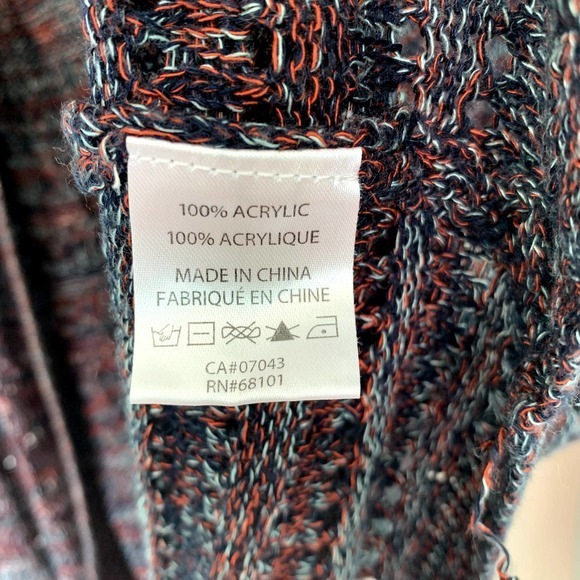 100% ACRYLIC
100% ACRYLIQUE
MADE IN CHINA
FABRIQUÉ EN CHINE
CA#07043
RN#68101